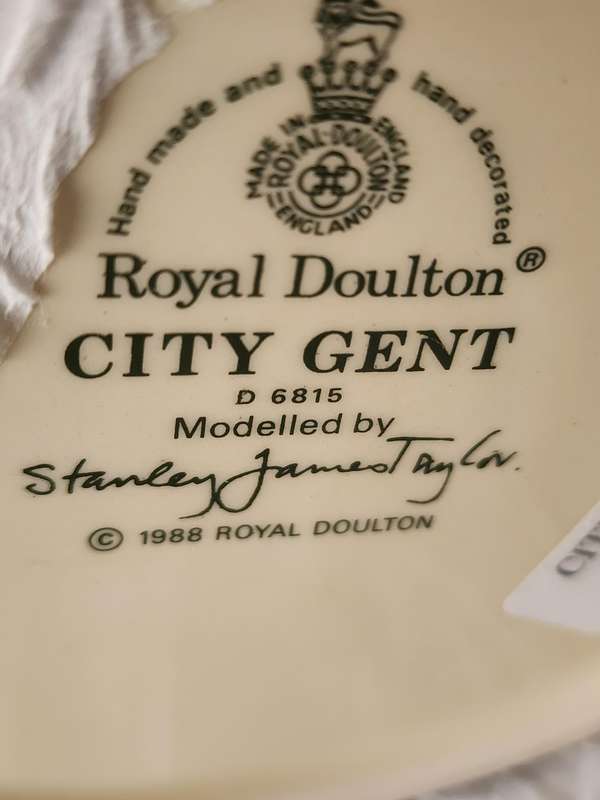 Hand made and hand decorated
MADE IN ENGLAND
ROYAL·DOULTON
ENGLAND
Royal Doulton®
CITY GENT
D 6815
Modelled by
Stanley James Taylor.
© 1988 ROYAL DOULTON